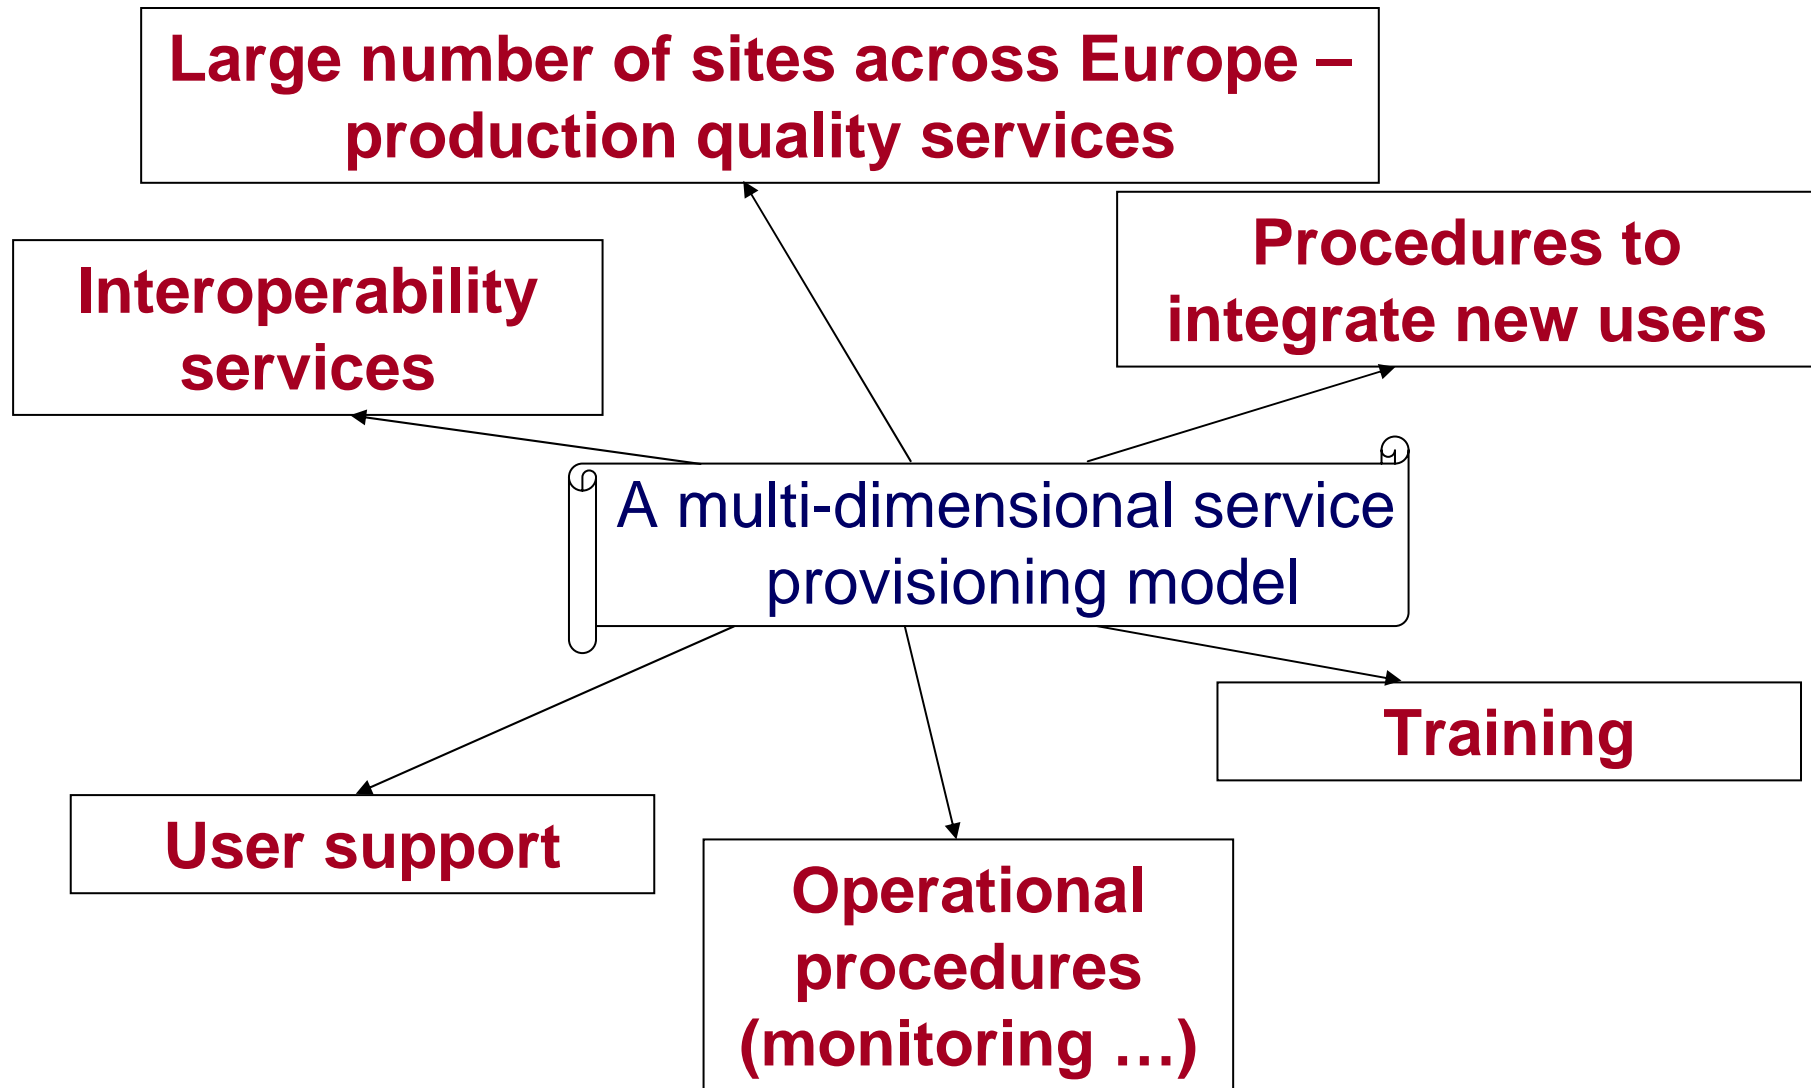 Large number of sites across Europe –
production quality services
Interoperability
services
Procedures to
integrate new users
A multi-dimensional service
provisioning model
Training
User support
Operational
procedures
(monitoring …)